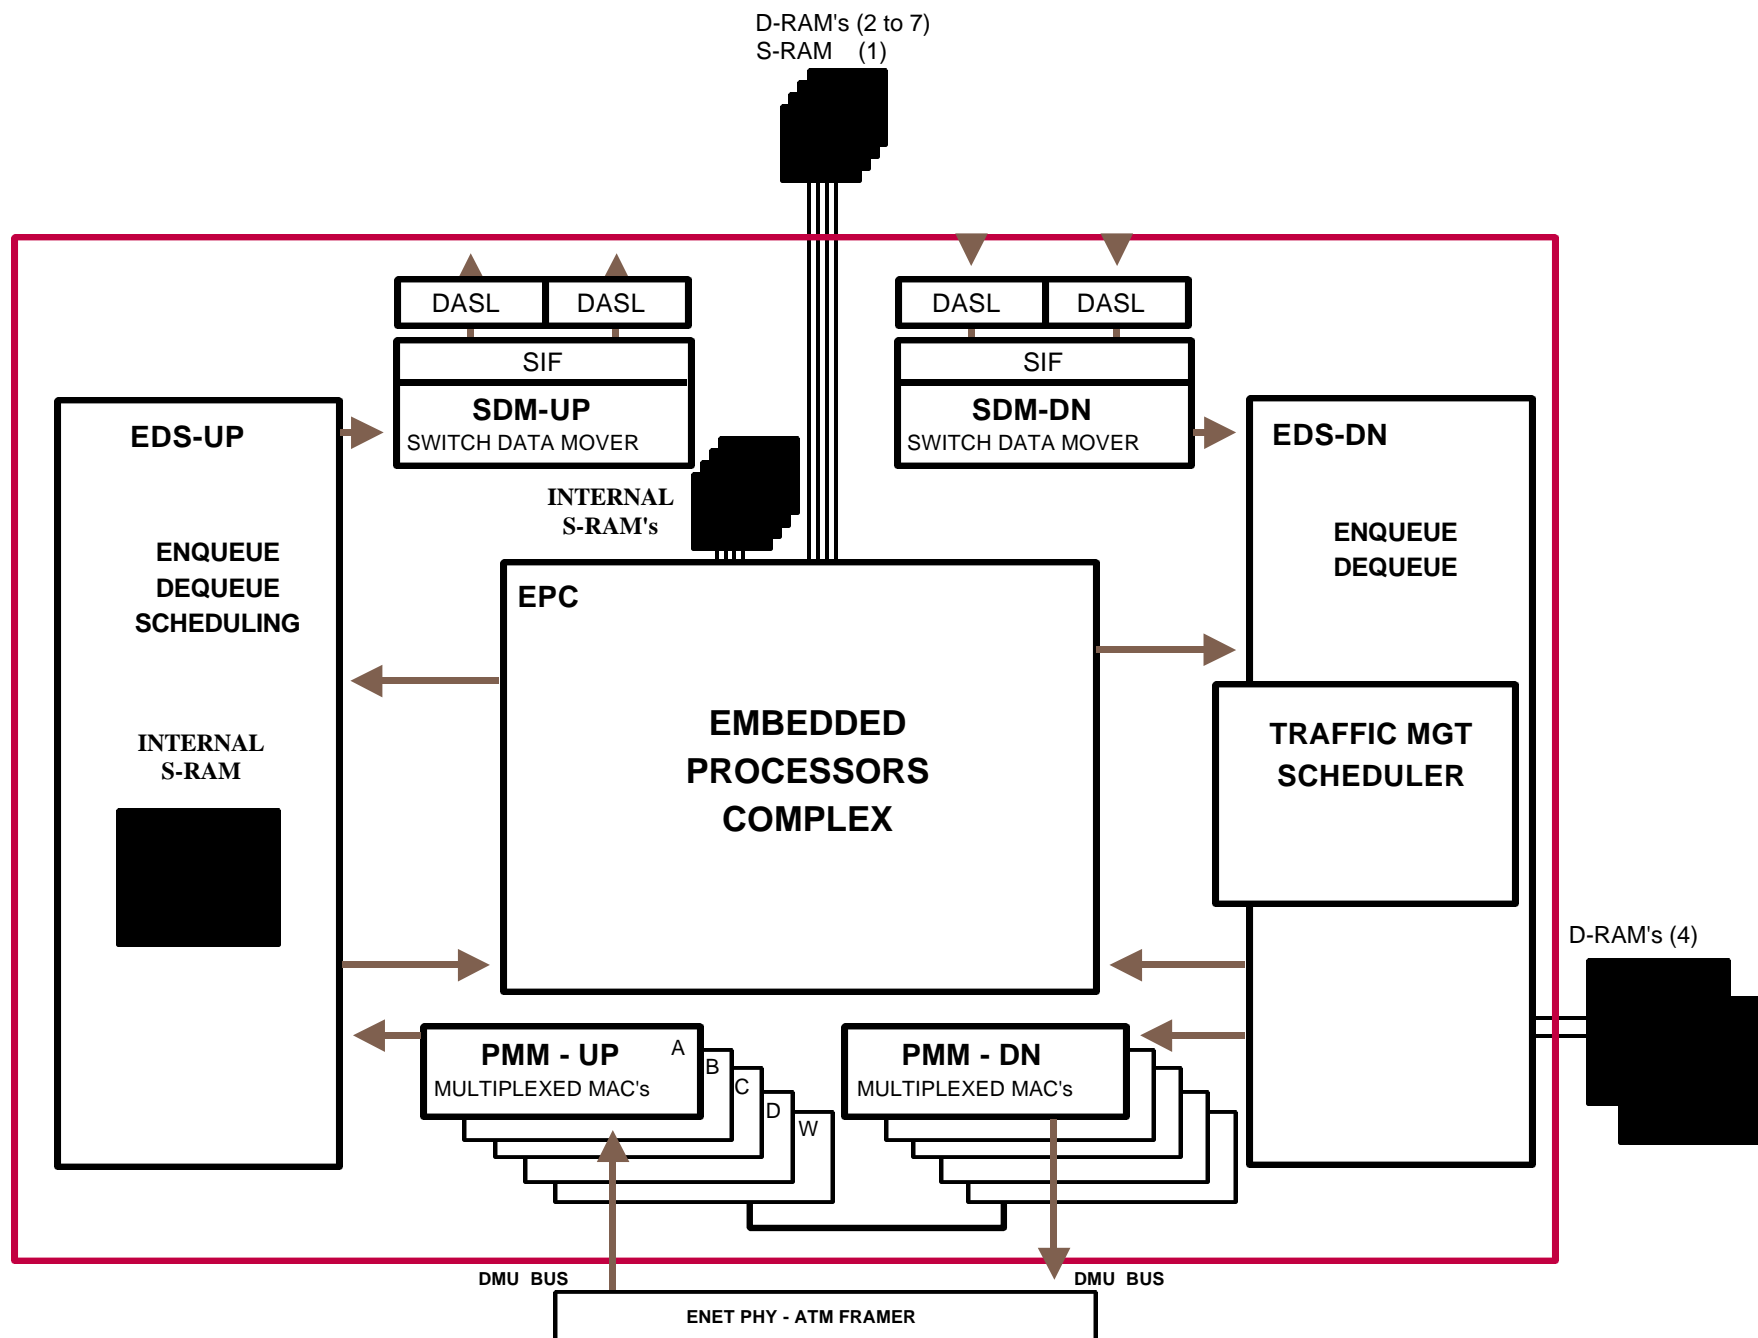 D-RAM's (2 to 7)
S-RAM (1)
DASL
DASL
DASL
DASL
SIF
SIF
SDM-UP
SWITCH DATA MOVER
SDM-DN
SWITCH DATA MOVER
EDS-UP
EDS-DN
INTERNAL
S-RAM's
ENQUEUE
DEQUEUE
SCHEDULING
ENQUEUE
DEQUEUE
EPC
EMBEDDED
PROCESSORS
COMPLEX
INTERNAL
S-RAM
TRAFFIC MGT
SCHEDULER
D-RAM's (4)
PMM - UP
MULTIPLEXED MAC's
A
B
C
D
W
PMM - DN
MULTIPLEXED MAC's
DMU BUS
DMU BUS
ENET PHY - ATM FRAMER